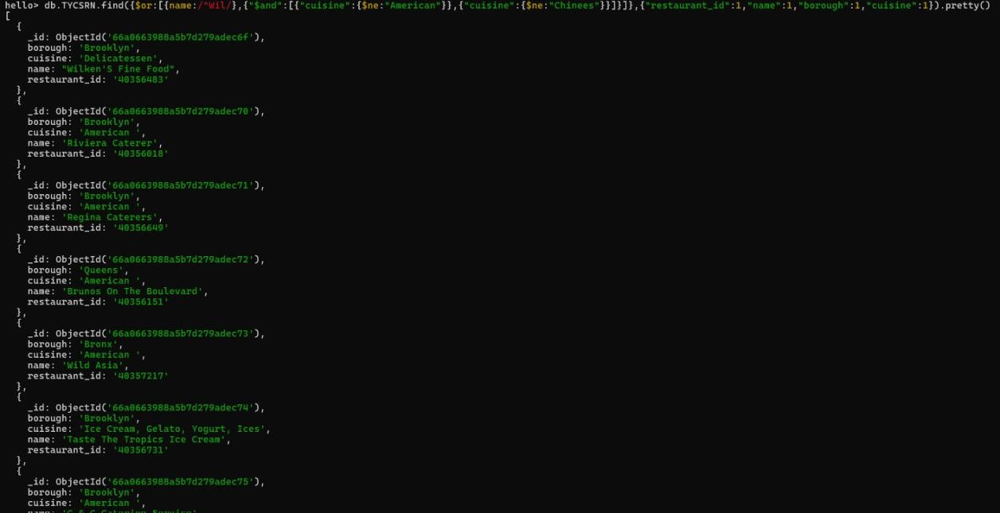 hello> db.TYCSRN.find({$or:[{name:/^Wil/},{"$and":[{"cuisine":{$ne:"American"}},{"cuisine":{$ne:"Chinees"}}]}]},{"restaurant_id":1,"name":1,"borough":1,"cuisine":1}).pretty()
[
  {
    _id: ObjectId('66a0663988a5b7d279adec6f'),
    borough: 'Brooklyn',
    cuisine: 'Delicatessen',
    name: "Wilken'S Fine Food",
    restaurant_id: '40356483'
  },
  {
    _id: ObjectId('66a0663988a5b7d279adec70'),
    borough: 'Brooklyn',
    cuisine: 'American ',
    name: 'Riviera Caterer',
    restaurant_id: '40356018'
  },
  {
    _id: ObjectId('66a0663988a5b7d279adec71'),
    borough: 'Brooklyn',
    cuisine: 'American ',
    name: 'Regina Caterers',
    restaurant_id: '40356649'
  },
  {
    _id: ObjectId('66a0663988a5b7d279adec72'),
    borough: 'Queens',
    cuisine: 'American ',
    name: 'Brunos On The Boulevard',
    restaurant_id: '40356151'
  },
  {
    _id: ObjectId('66a0663988a5b7d279adec73'),
    borough: 'Bronx',
    cuisine: 'American ',
    name: 'Wild Asia',
    restaurant_id: '40357217'
  },
  {
    _id: ObjectId('66a0663988a5b7d279adec74'),
    borough: 'Brooklyn',
    cuisine: 'Ice Cream, Gelato, Yogurt, Ices',
    name: 'Taste The Tropics Ice Cream',
    restaurant_id: '40356731'
  },
  {
    _id: ObjectId('66a0663988a5b7d279adec75'),
    borough: 'Brooklyn',
    cuisine: 'American ',